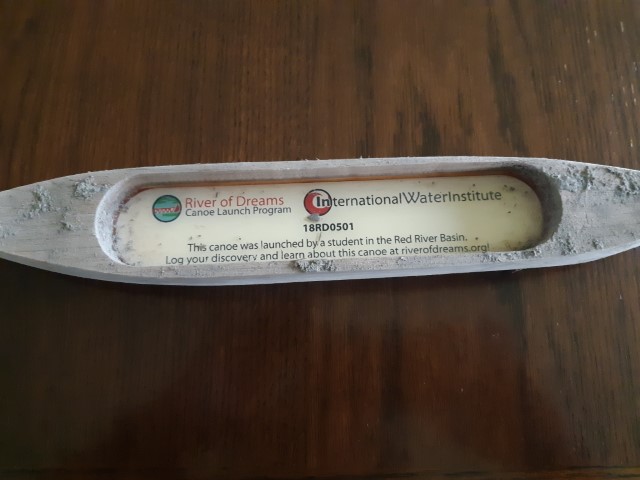 River of Dreams
Canoe Launch Program
InternationalWaterInstitute
18RD0501
This canoe was launched by a student in the Red River Basin.
Log your discovery and learn about this canoe at riverofdreams.org!